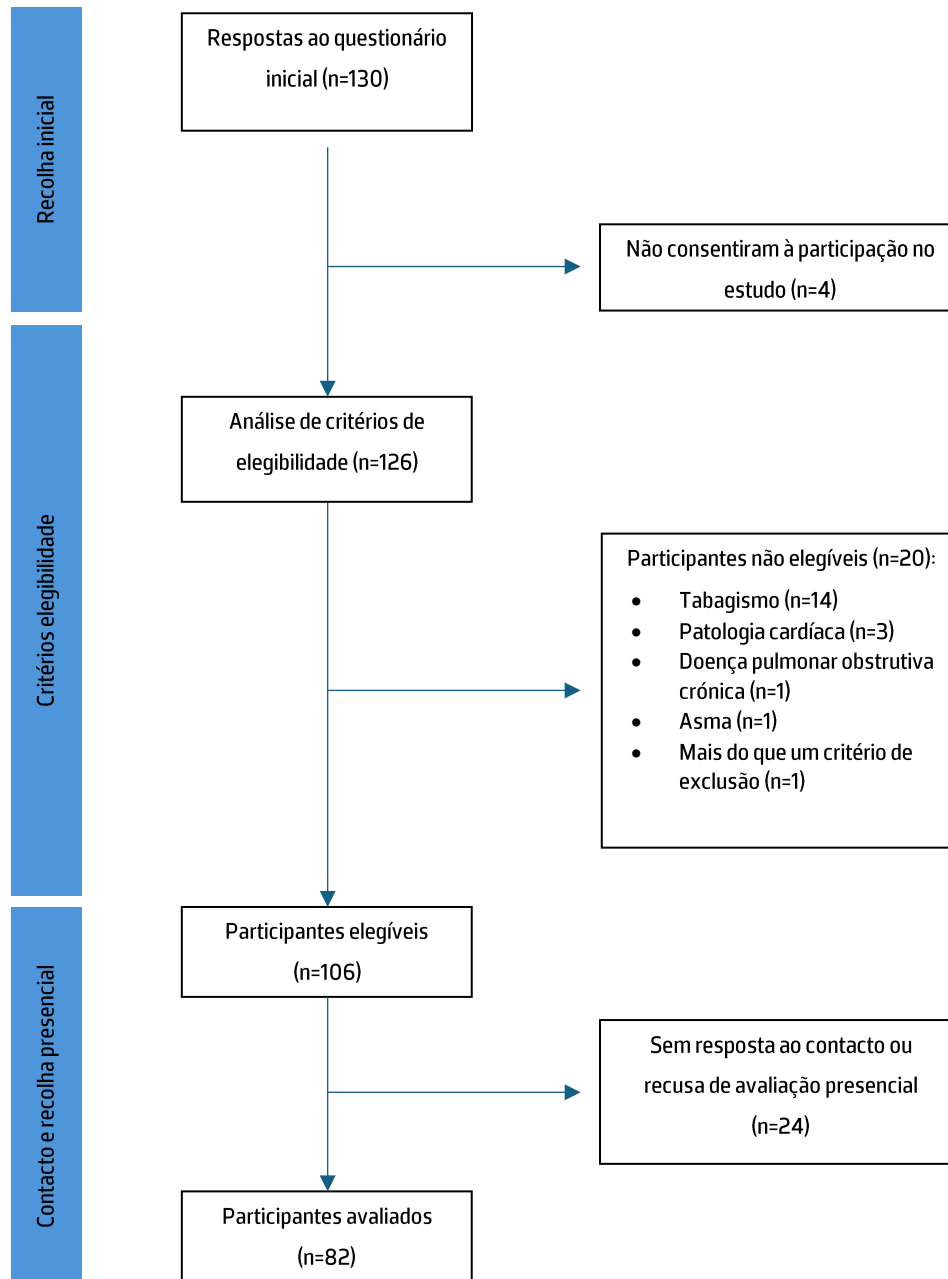 Recolha inicial
Respostas ao questionário
inicial (n=130)
Não consentiram à participação no
estudo (n=4)
Critérios elegibilidade
Análise de critérios de
elegibilidade (n=126)
Participantes não elegíveis (n=20):
• Tabagismo (n=14)
• Patologia cardíaca (n=3)
• Doença pulmonar obstrutiva
crónica (n=1)
• Asma (n=1)
• Mais do que um critério de
exclusão (n=1)
Contacto e recolha presencial
Participantes elegíveis
(n=106)
Sem resposta ao contacto ou
recusa de avaliação presencial
(n=24)
Participantes avaliados
(n=82)